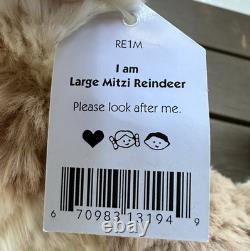 RE1M
I am
Large Mitzi Reindeer
Please look after me.
6 70983 13194 9